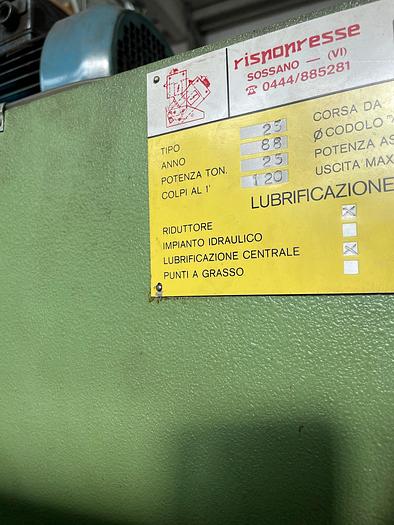 risnopresse
SOSSANO — (VI)
☎ 0444/885281
TIPO 25
ANNO 88
POTENZA TON. 25
COLPI AL 1' 120
CORSA DA
Ø CODOLO "
POTENZA AS
USCITA MAX
LUBRIFICAZIONE
RIDUTTORE
IMPIANTO IDRAULICO
LUBRIFICAZIONE CENTRALE
PUNTI A GRASSO